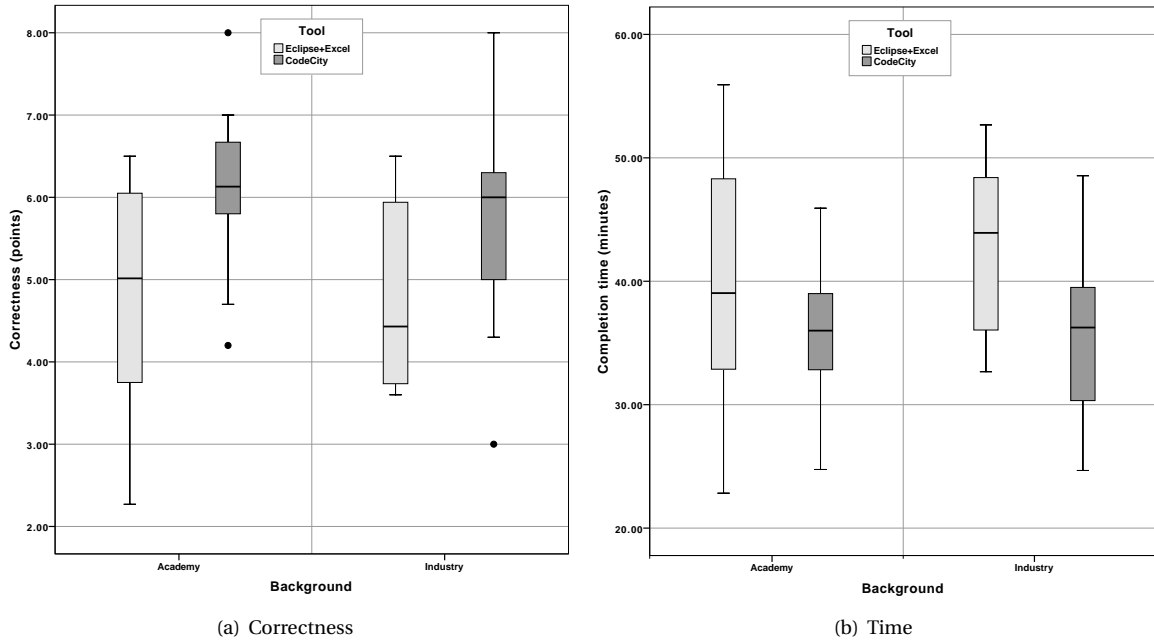 Tool
Eclipse+Excel
CodeCity
8.00
7.00
6.00
5.00
4.00
3.00
2.00
Correctness (points)
Academy
Industry
Background
(a) Correctness
Tool
Eclipse+Excel
CodeCity
60.00
50.00
40.00
30.00
20.00
Completion time (minutes)
Academy
Industry
Background
(b) Time